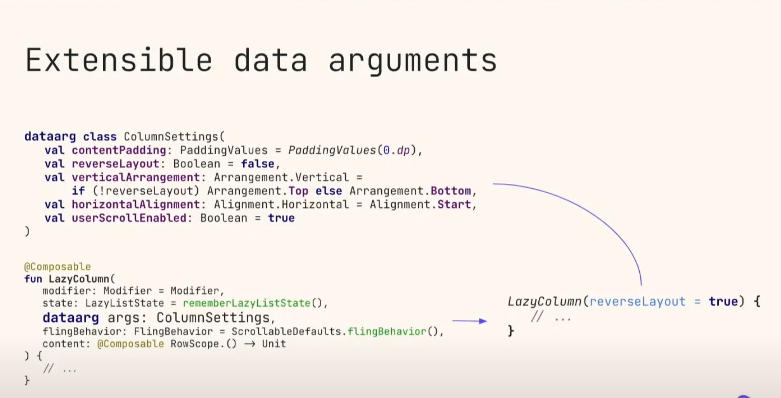 Extensible data arguments
dataarg class ColumnSettings(
    val contentPadding: PaddingValues = PaddingValues(0.dp),
    val reverseLayout: Boolean = false,
    val verticalArrangement: Arrangement.Vertical =
        if (!reverseLayout) Arrangement.Top else Arrangement.Bottom,
    val horizontalAlignment: Alignment.Horizontal = Alignment.Start,
    val userScrollEnabled: Boolean = true
)
@Composable
fun LazyColumn(
    modifier: Modifier = Modifier,
    state: LazyListState = rememberLazyListState(),
    dataarg args: ColumnSettings,
    flingBehavior: FlingBehavior = ScrollableDefaults.flingBehavior(),
    content: @Composable RowScope.() → Unit
) {
    // ...
}
LazyColumn(reverseLayout = true) {
    // ...
}